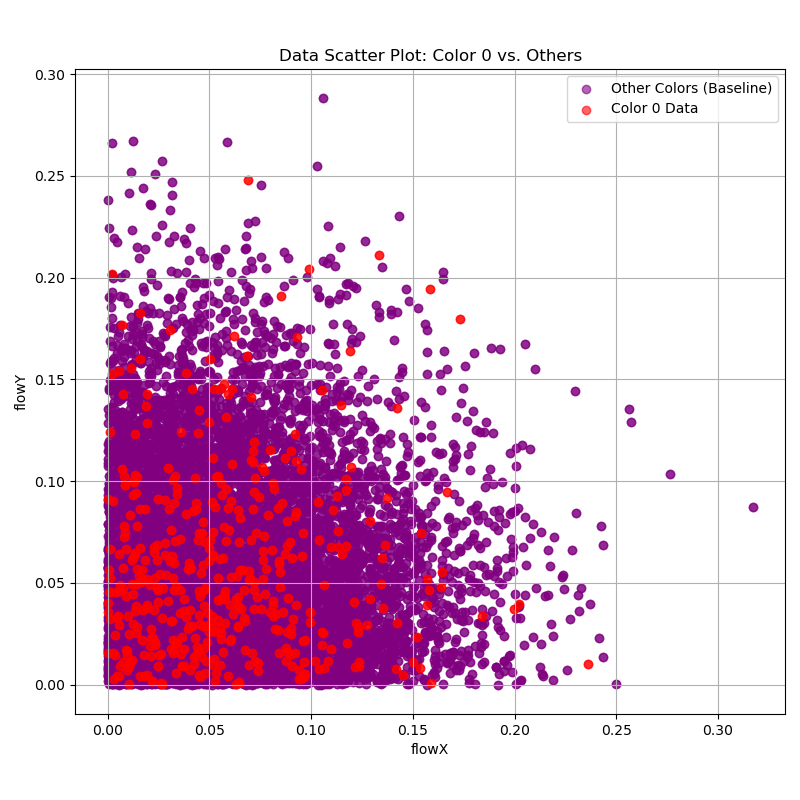 Data Scatter Plot: Color 0 vs. Others
Other Colors (Baseline)
Color 0 Data
flowY
0.30
0.25
0.20
0.15
0.10
0.05
0.00
0.00 0.05 0.10 0.15 0.20 0.25 0.30
flowX